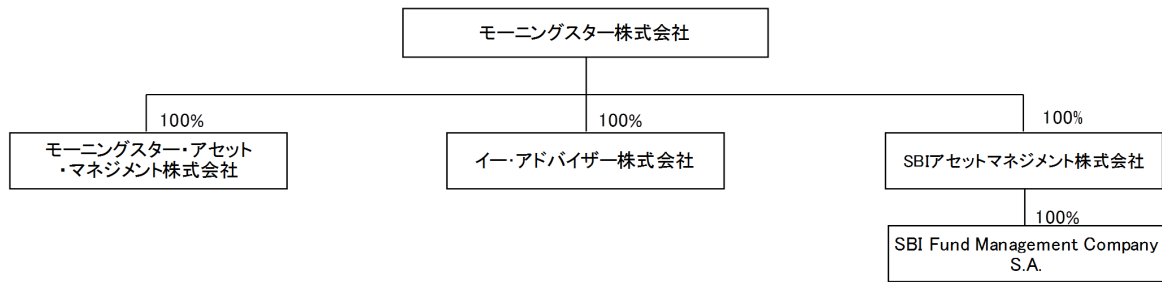 モーニングスター株式会社
100%
100%
100%
モーニングスター・アセット
・マネジメント株式会社
イー・アドバイザー株式会社
SBIアセットマネジメント株式会社
100%
SBI Fund Management Company
S.A.